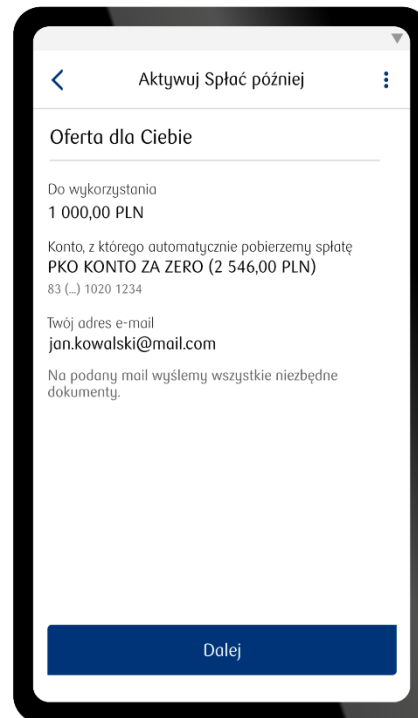 Aktywuj Spłać później
Oferta dla Ciebie
Do wykorzystania
1 000,00 PLN
Konto, z którego automatycznie pobierzemy spłatę
PKO KONTO ZA ZERO (2 546,00 PLN)
83 (...) 1020 1234
Twój adres e-mail
jan.kowalski@mail.com
Na podany mail wyślemy wszystkie niezbędne
dokumenty.
Dalej